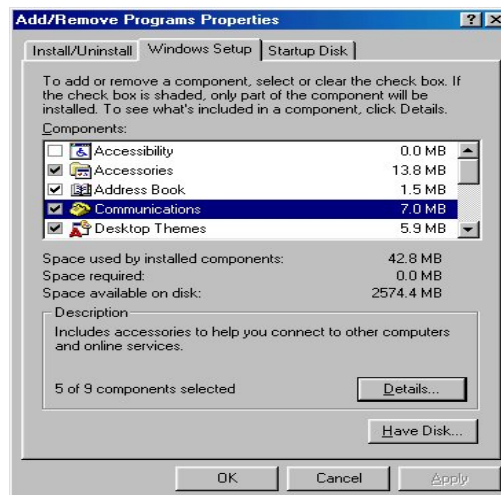 Add/Remove Programs Properties
Install/Uninstall Windows Setup Startup Disk
To add or remove a component, select or clear the check box. If
the check box is shaded, only part of the component will be
installed. To see what's included in a component, click Details.
Components:
Accessibility 0.0 MB
Accessories 13.8 MB
Address Book 1.5 MB
Communications 7.0 MB
Desktop Themes 5.9 MB
Space used by installed components: 42.8 MB
Space required: 0.0 MB
Space available on disk: 2574.4 MB
Description
Includes accessories to help you connect to other computers
and online services.
5 of 9 components selected Details...
Have Disk...
OK Cancel Apply